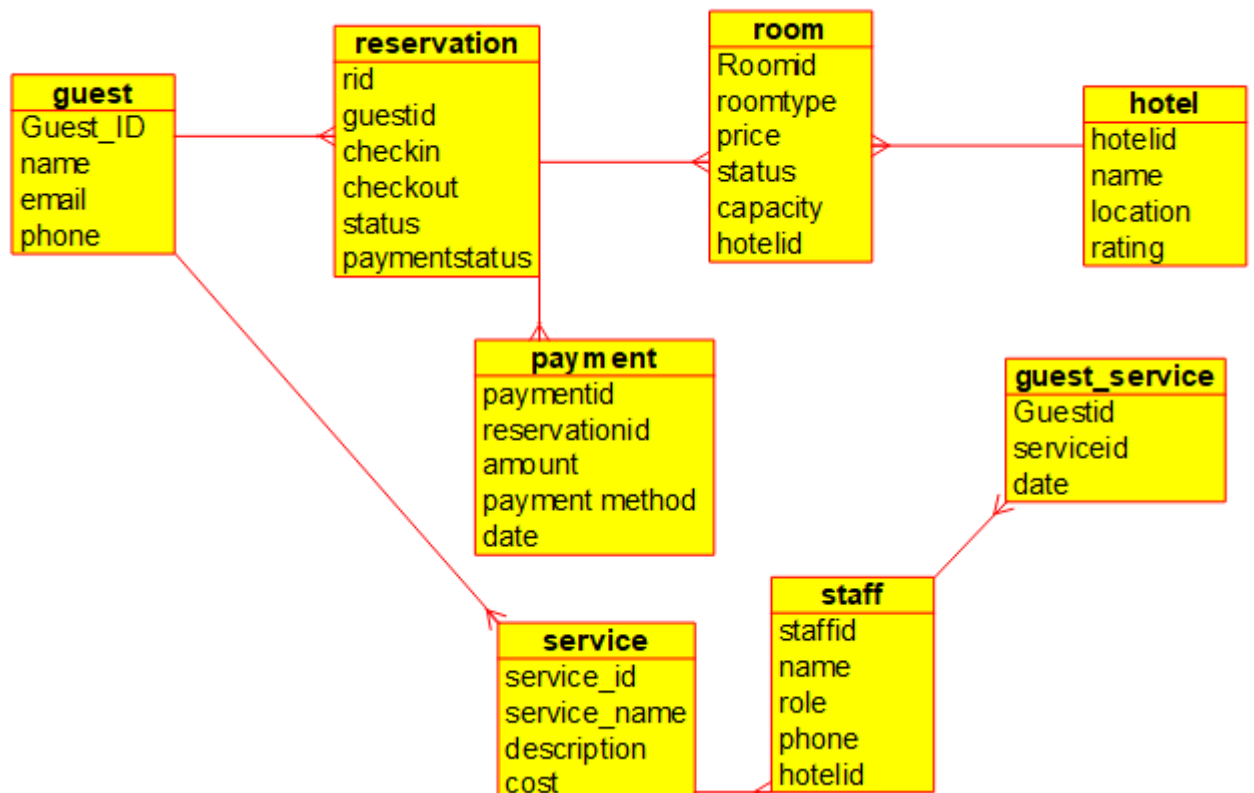 guest
Guest_ID
name
email
phone
reservation
rid
guestid
checkin
checkout
status
paymentstatus
room
Roomid
roomtype
price
status
capacity
hotelid
hotel
hotelid
name
location
rating
payment
paymentid
reservationid
amount
payment method
date
guest_service
Guestid
serviceid
date
service
service_id
service_name
description
cost
staff
staffid
name
role
phone
hotelid